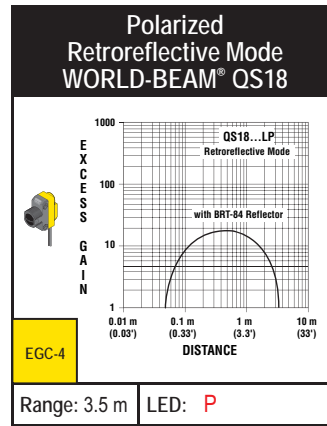 Polarized
Retroreflective Mode
WORLD-BEAM® QS18
1000
100
10
1
E
X
C
E
S
S
G
A
I
N
QS18...LP
Retroreflective Mode
with BRT-84 Reflector
0.01 m
(0.03')
0.1 m
(0.33')
1 m
(3.3')
10 m
(33')
DISTANCE
EGC-4
Range: 3.5 m
LED: P